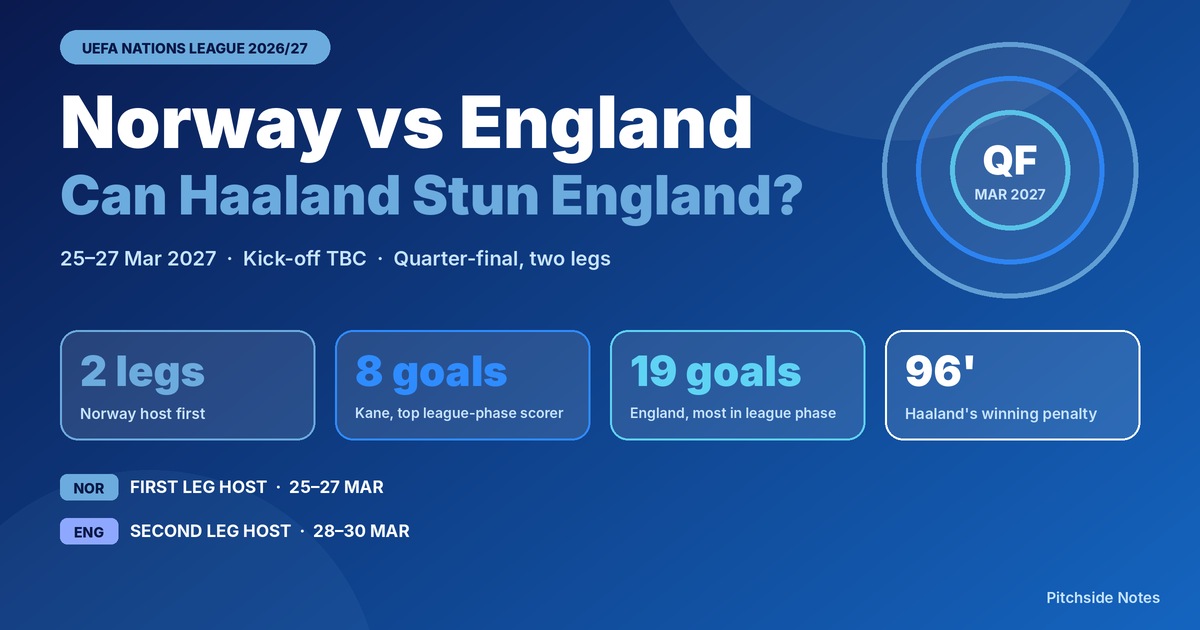 UEFA NATIONS LEAGUE 2026/27
Norway vs England
Can Haaland Stun England?
25–27 Mar 2027 · Kick-off TBC · Quarter-final, two legs
QF
MAR 2027
2 legs
Norway host first
8 goals
Kane, top league-phase scorer
19 goals
England, most in league phase
96'
Haaland's winning penalty
NOR FIRST LEG HOST · 25–27 MAR
ENG SECOND LEG HOST · 28–30 MAR
Pitchside Notes